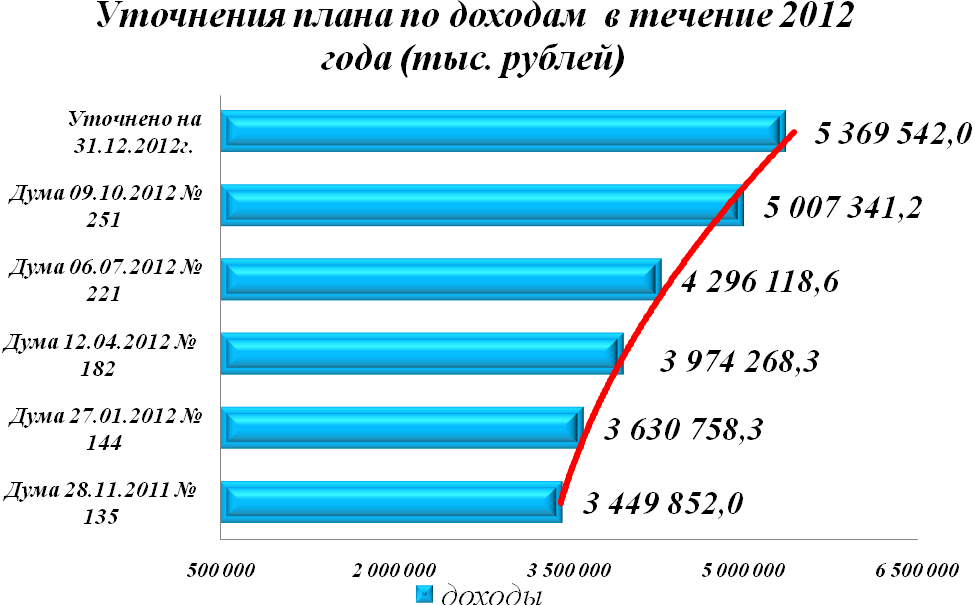 Уточнения плана по доходам в течение 2012
года (тыс. рублей)
Уточнено на
31.12.2012г.
5 369 542,0
Дума 09.10.2012 №
251
5 007 341,2
Дума 06.07.2012 №
221
4 296 118,6
Дума 12.04.2012 №
182
3 974 268,3
Дума 27.01.2012 №
144
3 630 758,3
Дума 28.11.2011 №
135
3 449 852,0
500 000 2 000 000 3 500 000 5 000 000 6 500 000
доходы